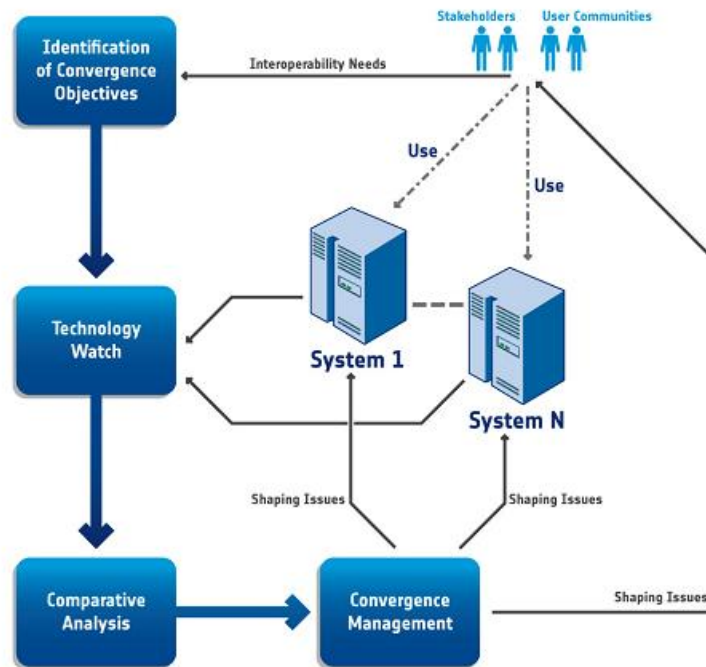 Stakeholders
User Communities
Identification
of Convergence
Objectives
Interoperability Needs
Use
Use
Technology
Watch
System 1
System N
Shaping Issues
Shaping Issues
Comparative
Analysis
Convergence
Management
Shaping Issues